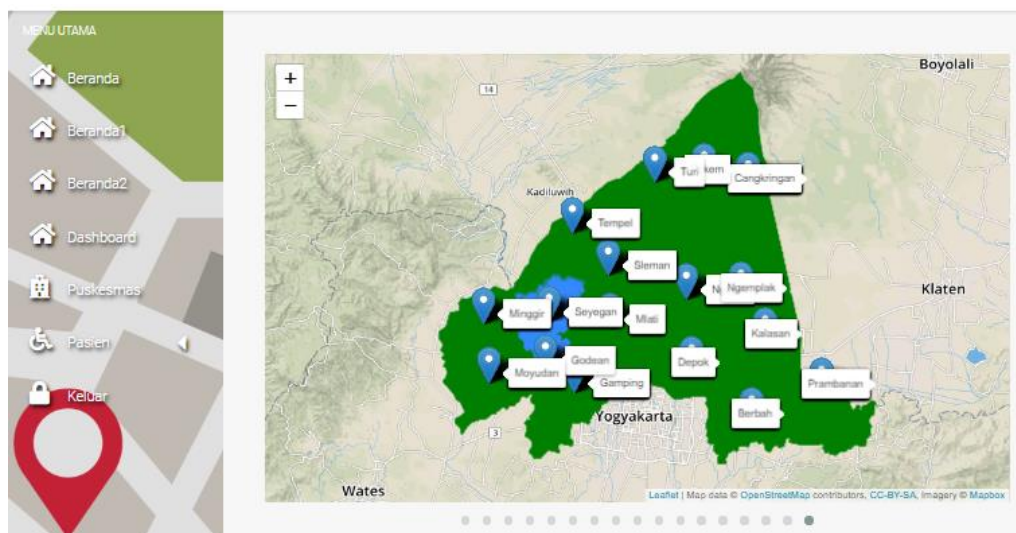 MENU UTAMA
Beranda
Beranda1
Beranda2
Dashboard
Puskesmas
Pasien
Keluar
+
−
14
Boyolali
Turi
kem
Cangkringan
Kadiluwih
Tempel
Sleman
Ngemplak
Klaten
Minggir
Seyegan
Mlati
Kalasan
Moyudan
Godean
Depok
Gamping
Prambanan
Berbah
Yogyakarta
3
Wates
Leaflet | Map data © OpenStreetMap contributors, CC-BY-SA, Imagery © Mapbox